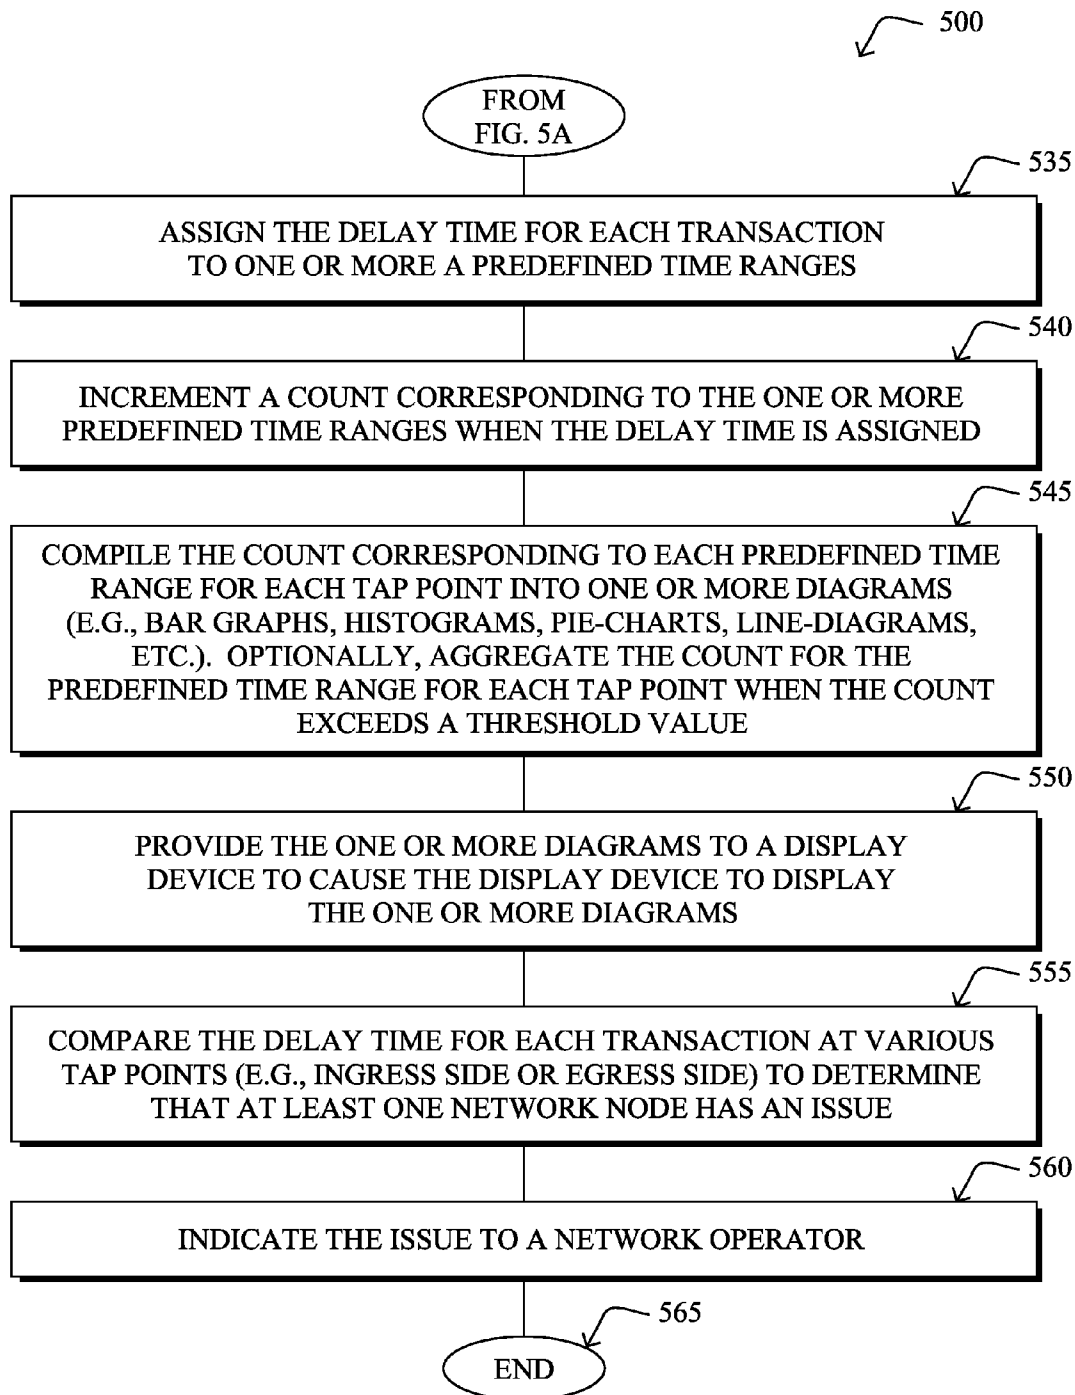 500
FROM
FIG. 5A
535
ASSIGN THE DELAY TIME FOR EACH TRANSACTION
TO ONE OR MORE A PREDEFINED TIME RANGES
540
INCREMENT A COUNT CORRESPONDING TO THE ONE OR MORE
PREDEFINED TIME RANGES WHEN THE DELAY TIME IS ASSIGNED
545
COMPILE THE COUNT CORRESPONDING TO EACH PREDEFINED TIME
RANGE FOR EACH TAP POINT INTO ONE OR MORE DIAGRAMS
(E.G., BAR GRAPHS, HISTOGRAMS, PIE-CHARTS, LINE-DIAGRAMS,
ETC.). OPTIONALLY, AGGREGATE THE COUNT FOR THE
PREDEFINED TIME RANGE FOR EACH TAP POINT WHEN THE COUNT
EXCEEDS A THRESHOLD VALUE
550
PROVIDE THE ONE OR MORE DIAGRAMS TO A DISPLAY
DEVICE TO CAUSE THE DISPLAY DEVICE TO DISPLAY
THE ONE OR MORE DIAGRAMS
555
COMPARE THE DELAY TIME FOR EACH TRANSACTION AT VARIOUS
TAP POINTS (E.G., INGRESS SIDE OR EGRESS SIDE) TO DETERMINE
THAT AT LEAST ONE NETWORK NODE HAS AN ISSUE
560
INDICATE THE ISSUE TO A NETWORK OPERATOR
565
END